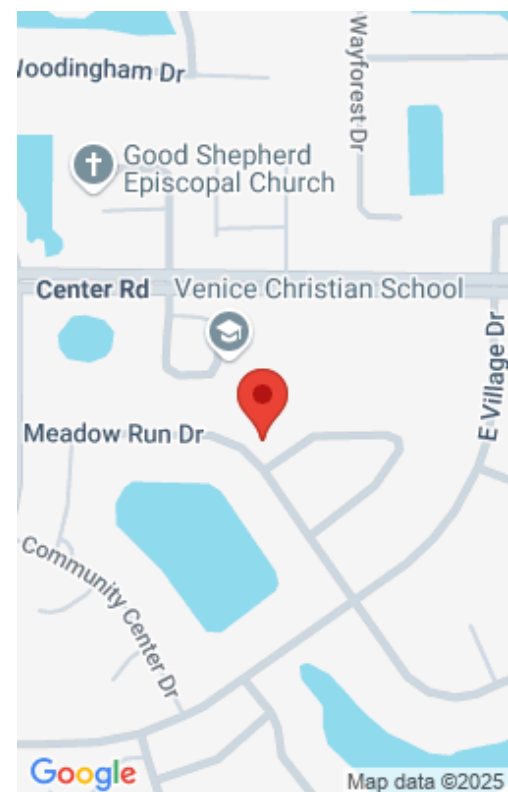 Woodingham Dr
Wayforest Dr
Good Shepherd
Episcopal Church
Center Rd
Venice Christian School
E Village Dr
Meadow Run Dr
Community Center Dr
Google
Map data ©2025